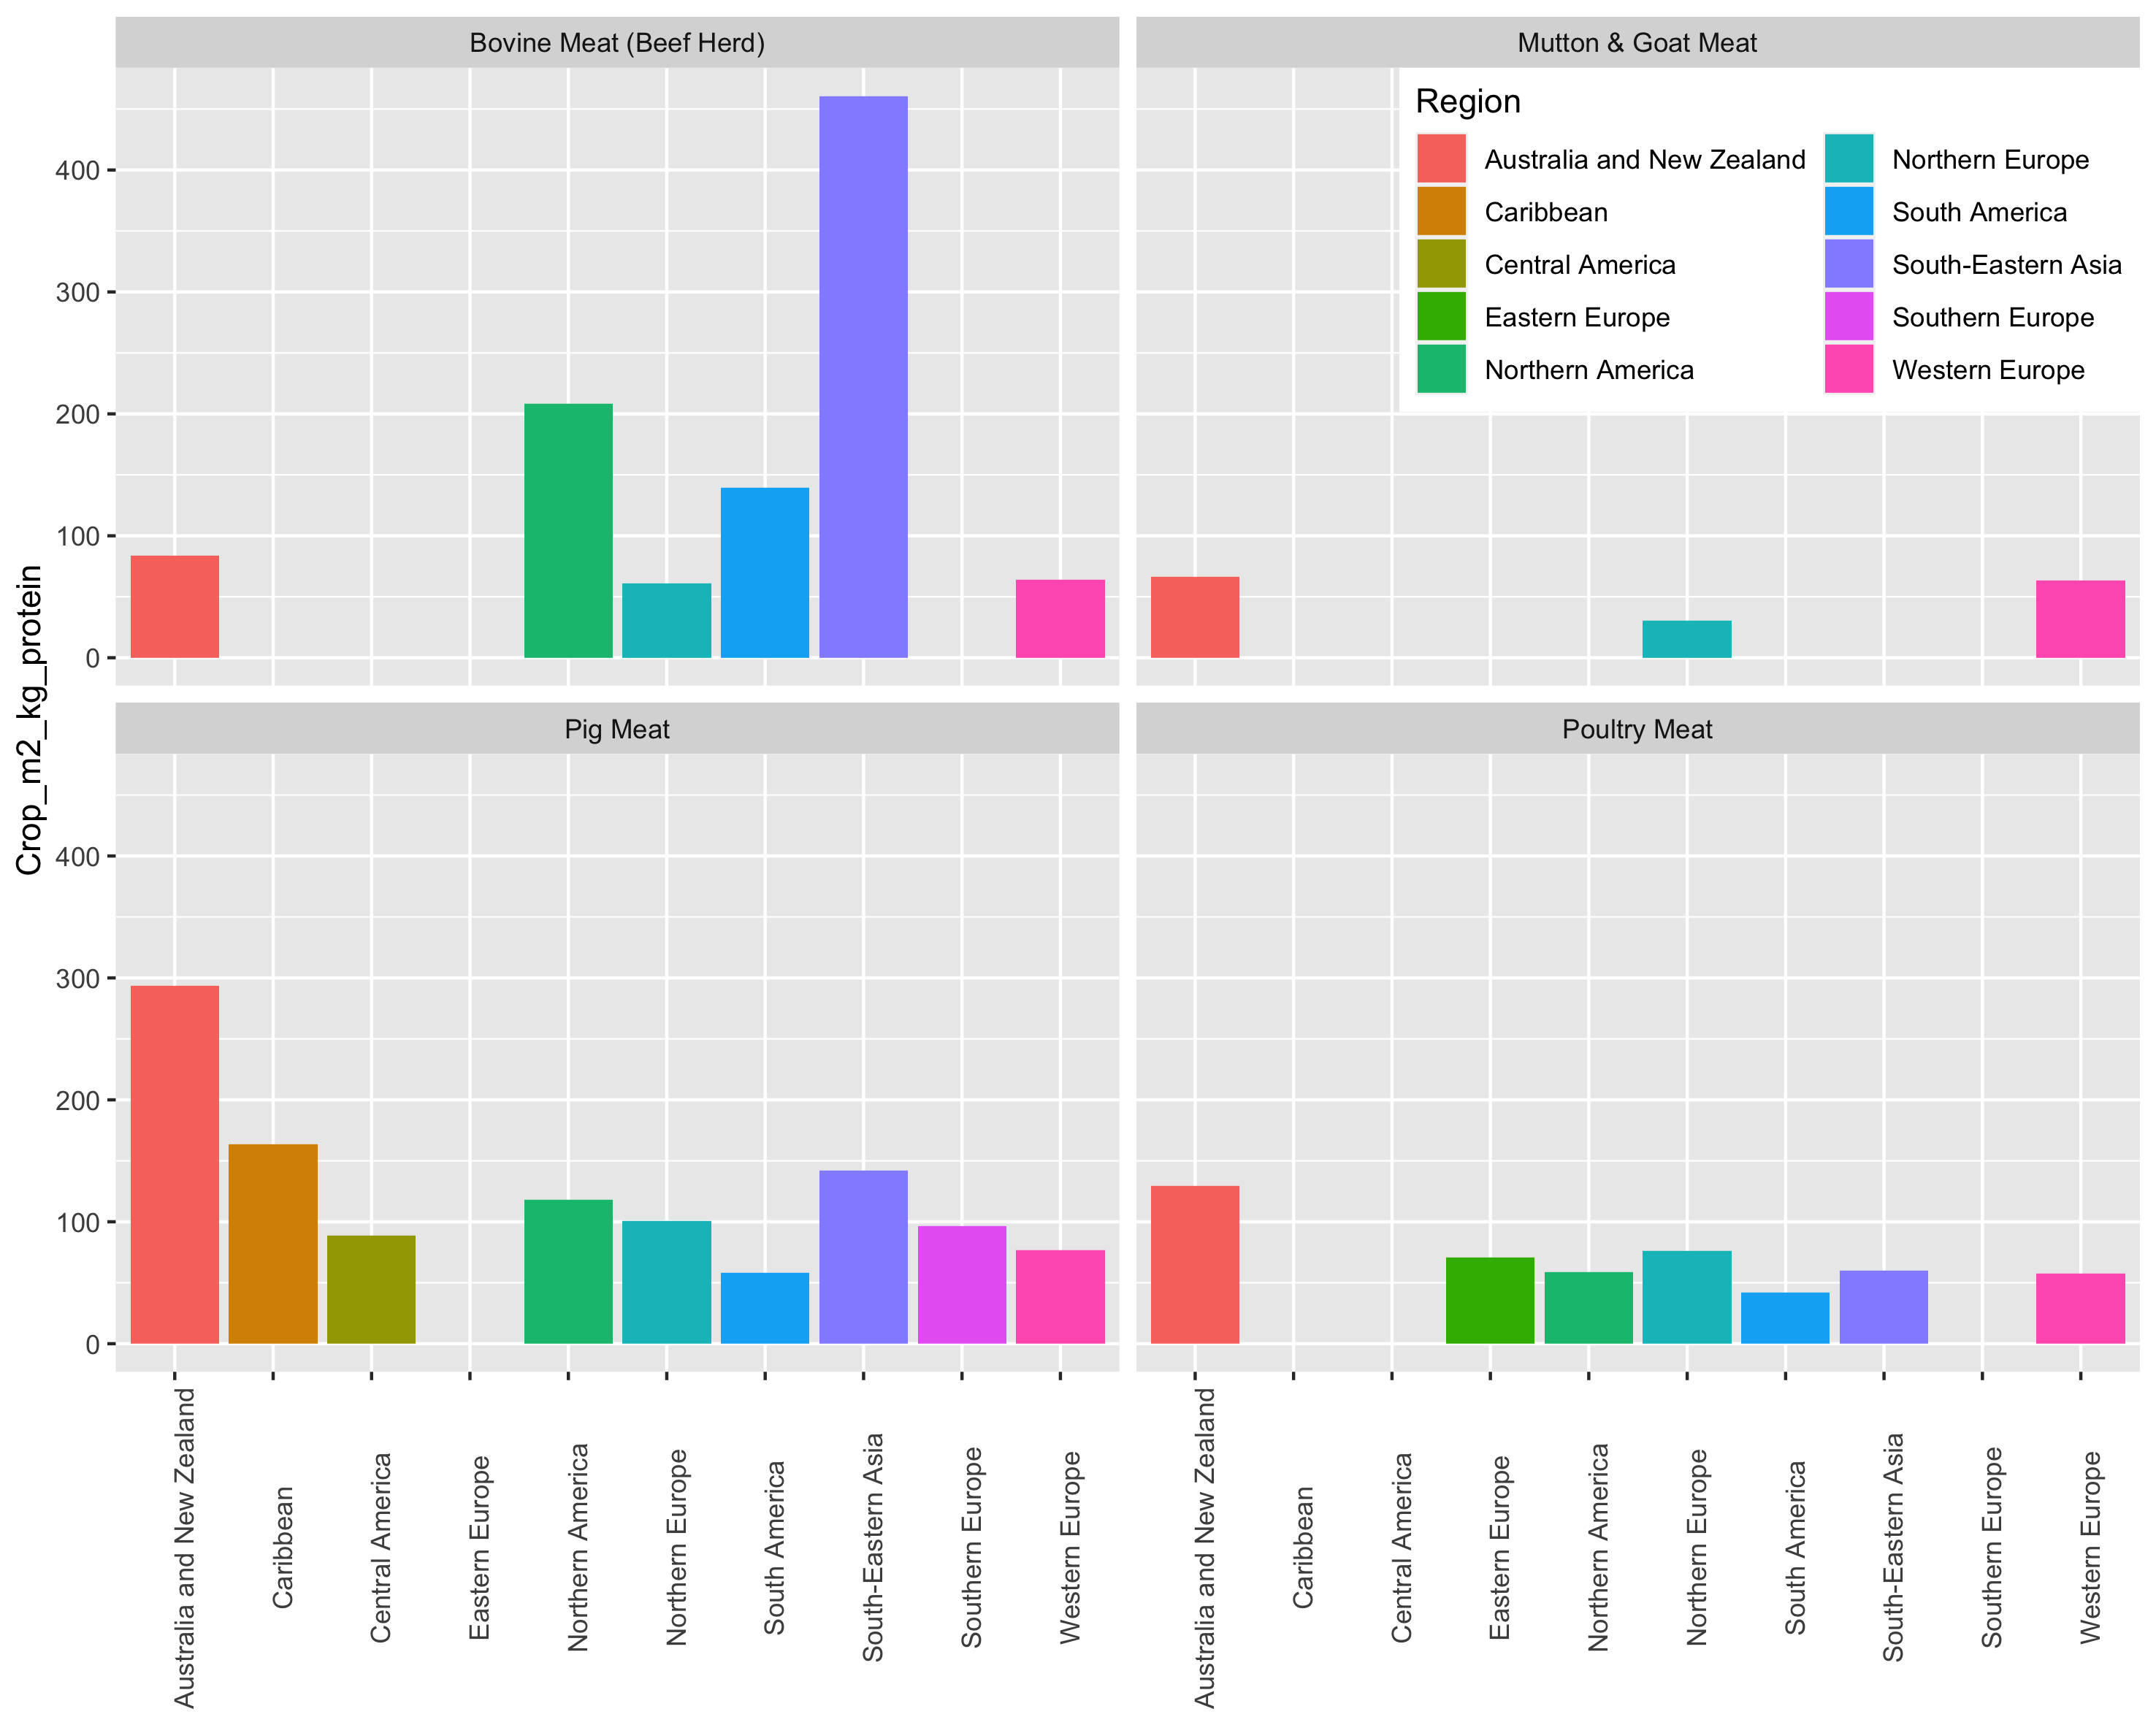 Bovine Meat (Beef Herd)
Mutton & Goat Meat
Region
Australia and New Zealand
Caribbean
Central America
Eastern Europe
Northern America
Northern Europe
South America
South-Eastern Asia
Southern Europe
Western Europe
400
300
200
100
0
Crop_m2_kg_protein
Pig Meat
Poultry Meat
400
300
200
100
0
Australia and New Zealand
Caribbean
Central America
Eastern Europe
Northern America
Northern Europe
South America
South-Eastern Asia
Southern Europe
Western Europe
Australia and New Zealand
Caribbean
Central America
Eastern Europe
Northern America
Northern Europe
South America
South-Eastern Asia
Southern Europe
Western Europe